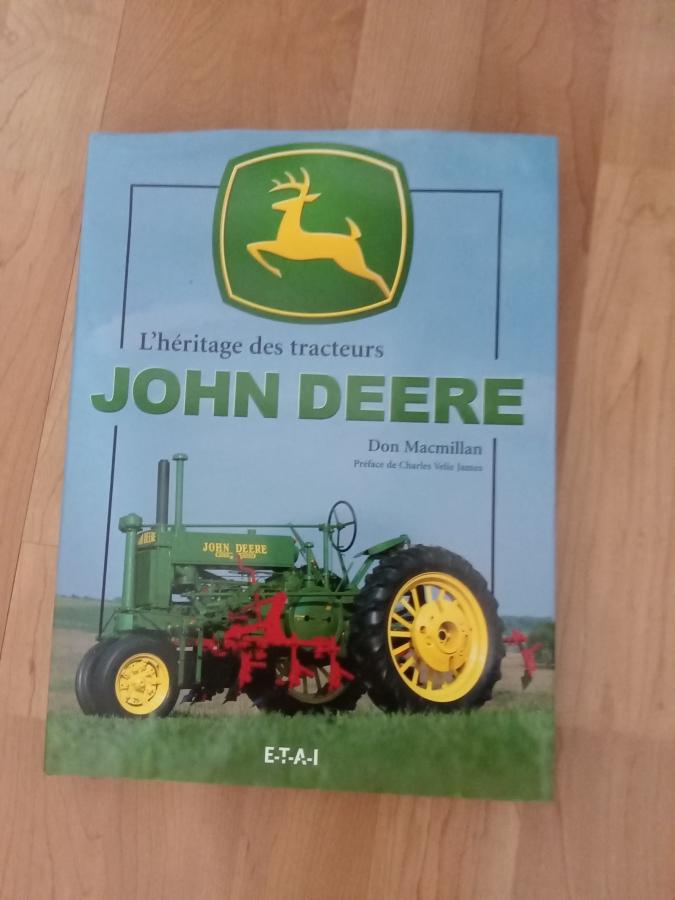 L'héritage des tracteurs
JOHN DEERE
Don Macmillan
Préface de Charles Velie James
JOHN DEERE
E-T-A-I